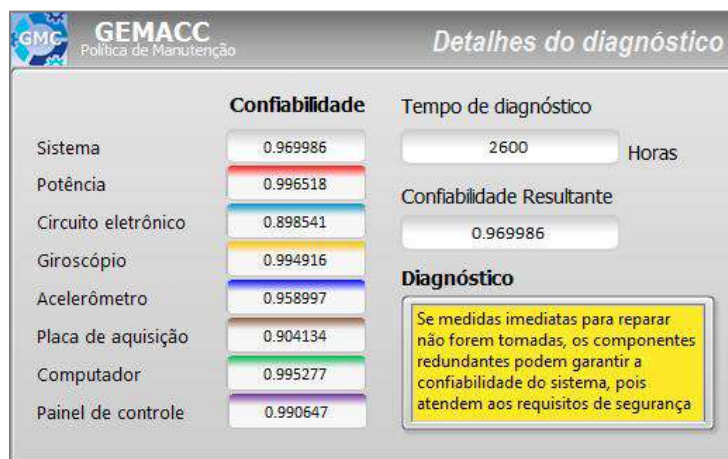 GMC
GEMACC
Política de Manutenção
Detalhes do diagnóstico
Confiabilidade
Sistema 0.969986
Potência 0.996518
Circuito eletrônico 0.898541
Giroscópio 0.994916
Acelerômetro 0.958997
Placa de aquisição 0.904134
Computador 0.995277
Painel de controle 0.990647
Tempo de diagnóstico
2600 Horas
Confiabilidade Resultante
0.969986
Diagnóstico
Se medidas imediatas para reparar
não forem tomadas, os componentes
redundantes podem garantir a
confiabilidade do sistema, pois
atendem aos requisitos de segurança